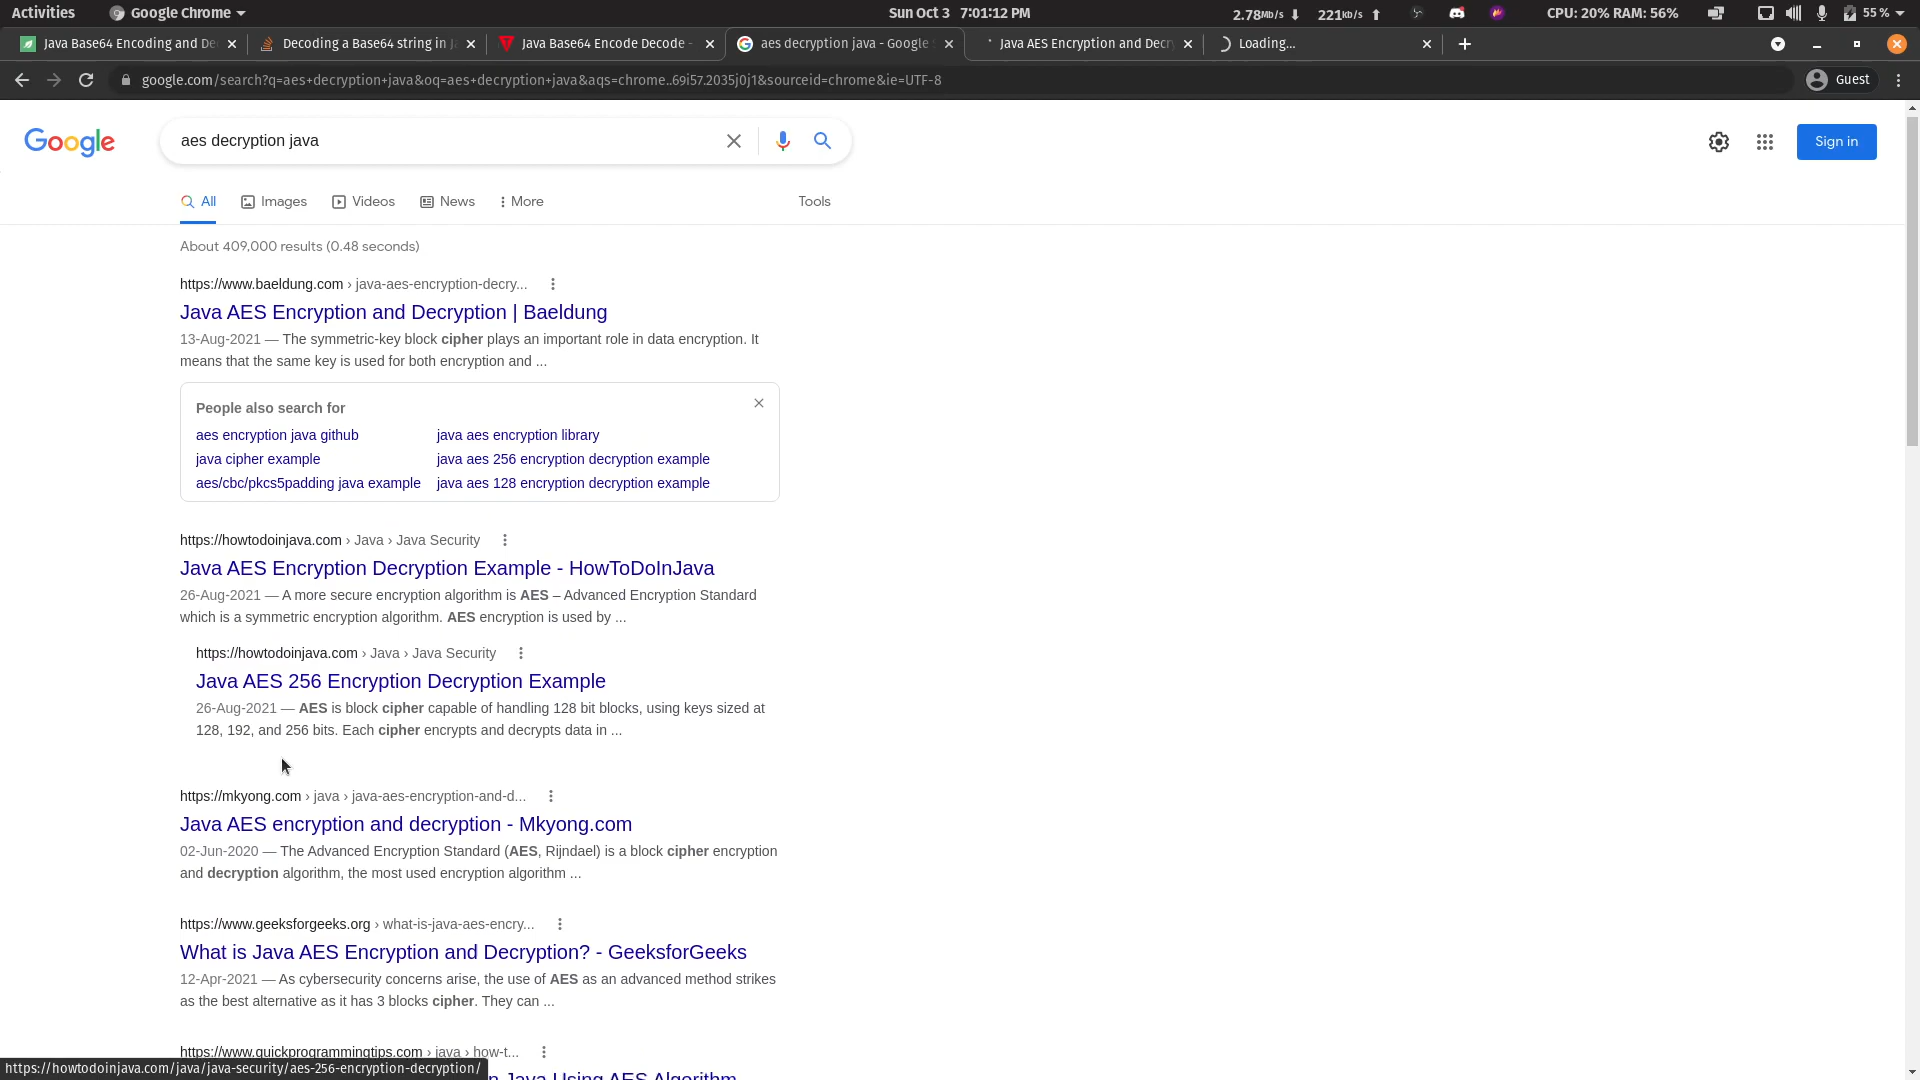 Activities
Google Chrome
Sun Oct 3 7:01:12 PM
2.78Mb/s
221kb/s
CPU: 20% RAM: 56%
55 %
Java Base64 Encoding and De
Decoding a Base64 string in J
Java Base64 Encode Decode -
aes decryption java - Google S
Java AES Encryption and Decry
Loading...
google.com/search?q=aes+decryption+java&oq=aes+decryption+java&aqs=chrome..69i57.2035j0j1&sourceid=chrome&ie=UTF-8
Guest
Google
aes decryption java
Sign in
All
Images
Videos
News
More
Tools
About 409,000 results (0.48 seconds)
https://www.baeldung.com › java-aes-encryption-decry...
Java AES Encryption and Decryption | Baeldung
13-Aug-2021 — The symmetric-key block cipher plays an important role in data encryption. It
means that the same key is used for both encryption and ...
People also search for
aes encryption java github
java aes encryption library
java cipher example
java aes 256 encryption decryption example
aes/cbc/pkcs5padding java example
java aes 128 encryption decryption example
https://howtodoinjava.com › Java › Java Security
Java AES Encryption Decryption Example - HowToDoInJava
26-Aug-2021 — A more secure encryption algorithm is AES – Advanced Encryption Standard
which is a symmetric encryption algorithm. AES encryption is used by ...
https://howtodoinjava.com › Java › Java Security
Java AES 256 Encryption Decryption Example
26-Aug-2021 — AES is block cipher capable of handling 128 bit blocks, using keys sized at
128, 192, and 256 bits. Each cipher encrypts and decrypts data in ...
https://mkyong.com › java › java-aes-encryption-and-d...
Java AES encryption and decryption - Mkyong.com
02-Jun-2020 — The Advanced Encryption Standard (AES, Rijndael) is a block cipher encryption
and decryption algorithm, the most used encryption algorithm ...
https://www.geeksforgeeks.org › what-is-java-aes-encry...
What is Java AES Encryption and Decryption? - GeeksforGeeks
12-Apr-2021 — As cybersecurity concerns arise, the use of AES as an advanced method strikes
as the best alternative as it has 3 blocks cipher. They can ...
https://www.quickprogrammingtips.com › java › how-t...
https://howtodoinjava.com/java/java-security/aes-256-encryption-decryption/
n Java Using AES Algorithm